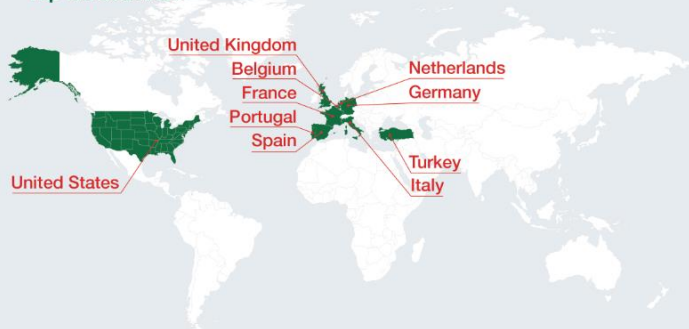 United Kingdom
Belgium
France
Portugal
Spain
Netherlands
Germany
Turkey
Italy
United States